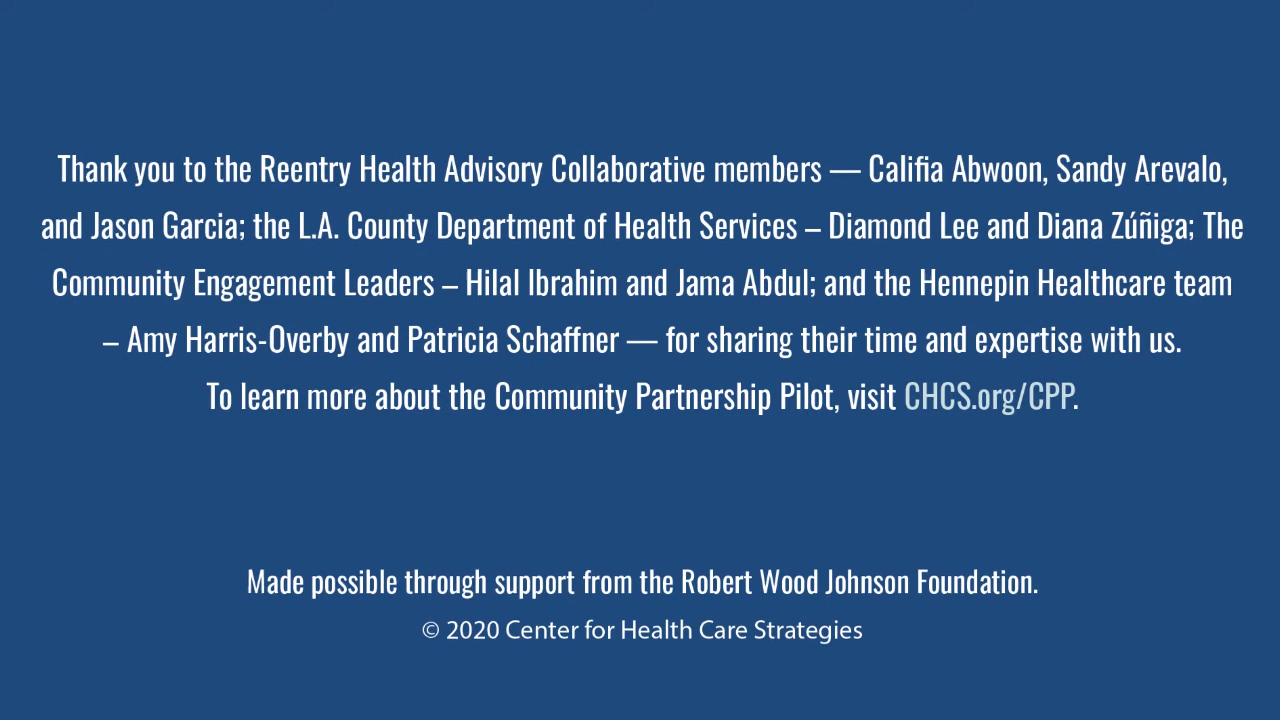 Thank you to the Reentry Health Advisory Collaborative members — Califia Abwoon, Sandy Arevalo,
and Jason Garcia; the L.A. County Department of Health Services – Diamond Lee and Diana Zúñiga; The
Community Engagement Leaders – Hilal Ibrahim and Jama Abdul; and the Hennepin Healthcare team
– Amy Harris-Overby and Patricia Schaffner — for sharing their time and expertise with us.
To learn more about the Community Partnership Pilot, visit CHCS.org/CPP.
Made possible through support from the Robert Wood Johnson Foundation.
© 2020 Center for Health Care Strategies